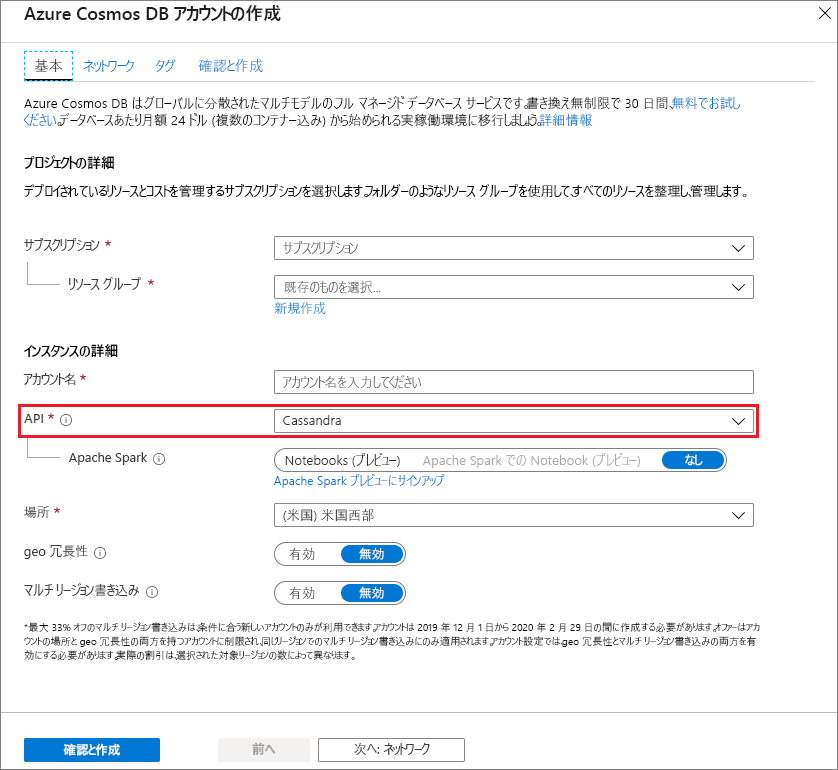 Azure Cosmos DB アカウントの作成
基本 ネットワーク タグ 確認と作成
Azure Cosmos DB はグローバルに分散されたマルチモデルのフル マネージド データベース サービスです。書き換え無制限で 30 日間、無料でお試し
ください。データベースあたり月額 24 ドル (複数のコンテナー込み) から始められる実稼働環境に移行しましょう。詳細情報
プロジェクトの詳細
デプロイされているリソースとコストを管理するサブスクリプションを選択します。フォルダーのようなリソース グループを使用して、すべてのリソースを整理し、管理します。
サブスクリプション * サブスクリプション
リソース グループ * 既存のものを選択...
新規作成
インスタンスの詳細
アカウント名 * アカウント名を入力してください
API * Cassandra
Apache Spark Notebooks (プレビュー) Apache Spark での Notebook (プレビュー) なし
Apache Spark プレビューにサインアップ
場所 * (米国) 米国西部
geo 冗長性 有効 無効
マルチ リージョン書き込み 有効 無効
*最大 33% オフのマルチ リージョン書き込みは、条件に合う新しいアカウントのみが利用できます。アカウントは 2019 年 12 月 1 日から 2020 年 2 月 29 日の間に作成する必要があります。オファーはアカ
ウントの場所と geo 冗長性の両方を持つアカウントに制限され、同じリージョンでのマルチ リージョン書き込みにのみ適用されます。アカウント設定では、geo 冗長性とマルチ リージョン書き込みの両方を有
効にする必要があります。実際の割引は、選択された対象リージョンの数によって異なります。
確認と作成 前へ 次へ: ネットワーク